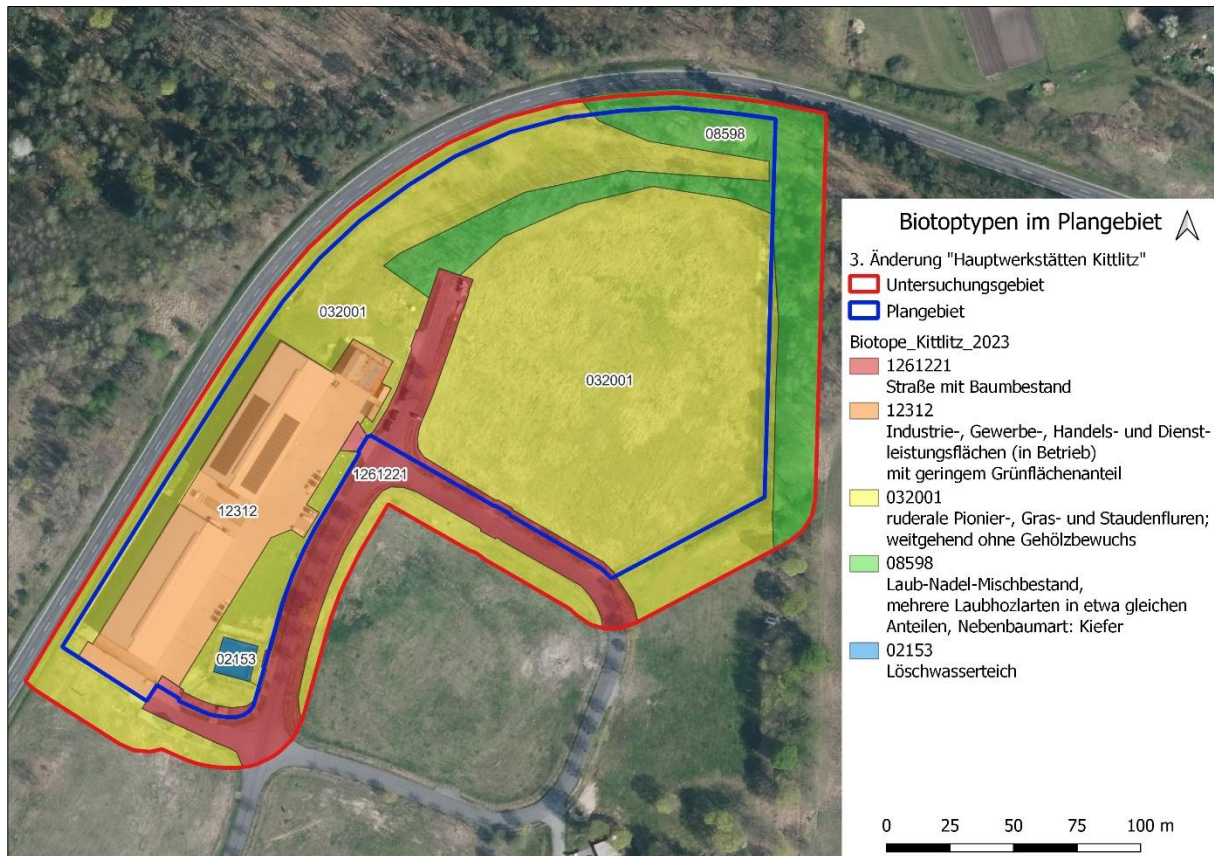 08598
032001
032001
1261221
12312
02153
Biotoptypen im Plangebiet
3. Änderung "Hauptwerkstätten Kittlitz"
Untersuchungsgebiet
Plangebiet
Biotope_Kittlitz_2023
1261221
Straße mit Baumbestand
12312
Industrie-, Gewerbe-, Handels- und Dienst-
leistungsflächen (in Betrieb)
mit geringem Grünflächenanteil
032001
ruderale Pionier-, Gras- und Staudenfluren;
weitgehend ohne Gehölzbewuchs
08598
Laub-Nadel-Mischbestand,
mehrere Laubholzarten in etwa gleichen
Anteilen, Nebenbaumart: Kiefer
02153
Löschwasserteich
0 25 50 75 100 m